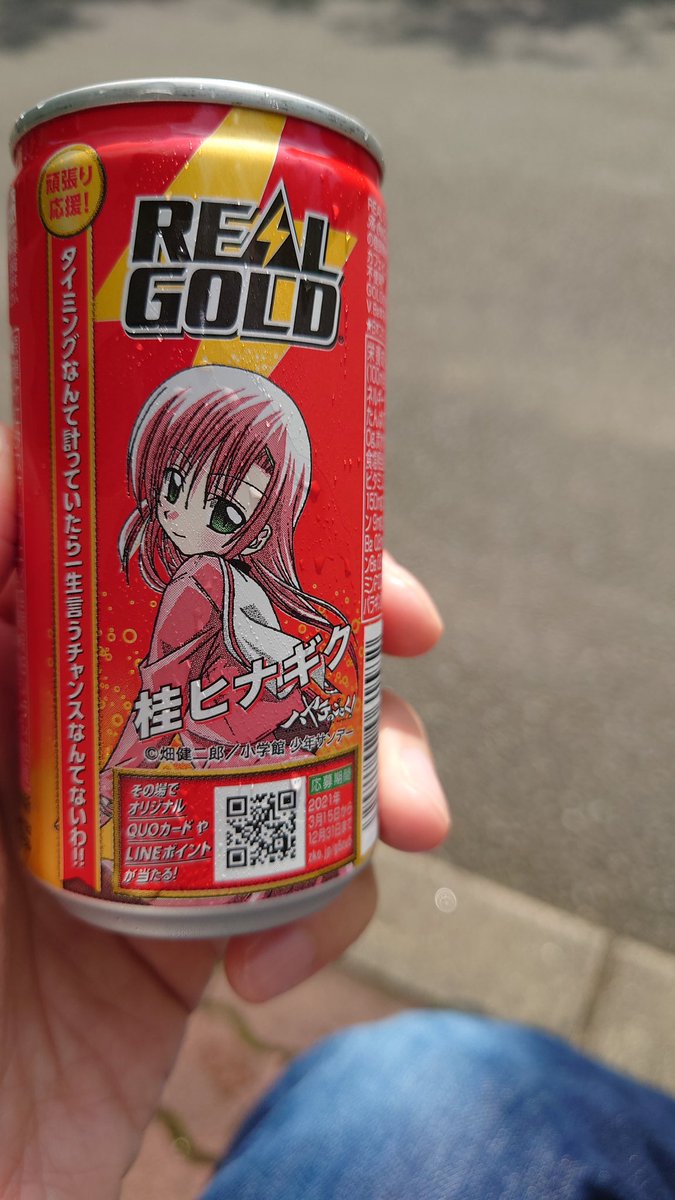 頑張り
応援!
タイミングなんて計っていたら一生言うチャンスなんてないわ!!
REAL
GOLD
桂ヒナギク
ハヤテのごとく!
©畑健二郎/小学館 少年サンデー
その場で
オリジナル
QUOカードや
LINEポイント
が当たる!
応募期間
2021年
3月15日から
12月31日まで